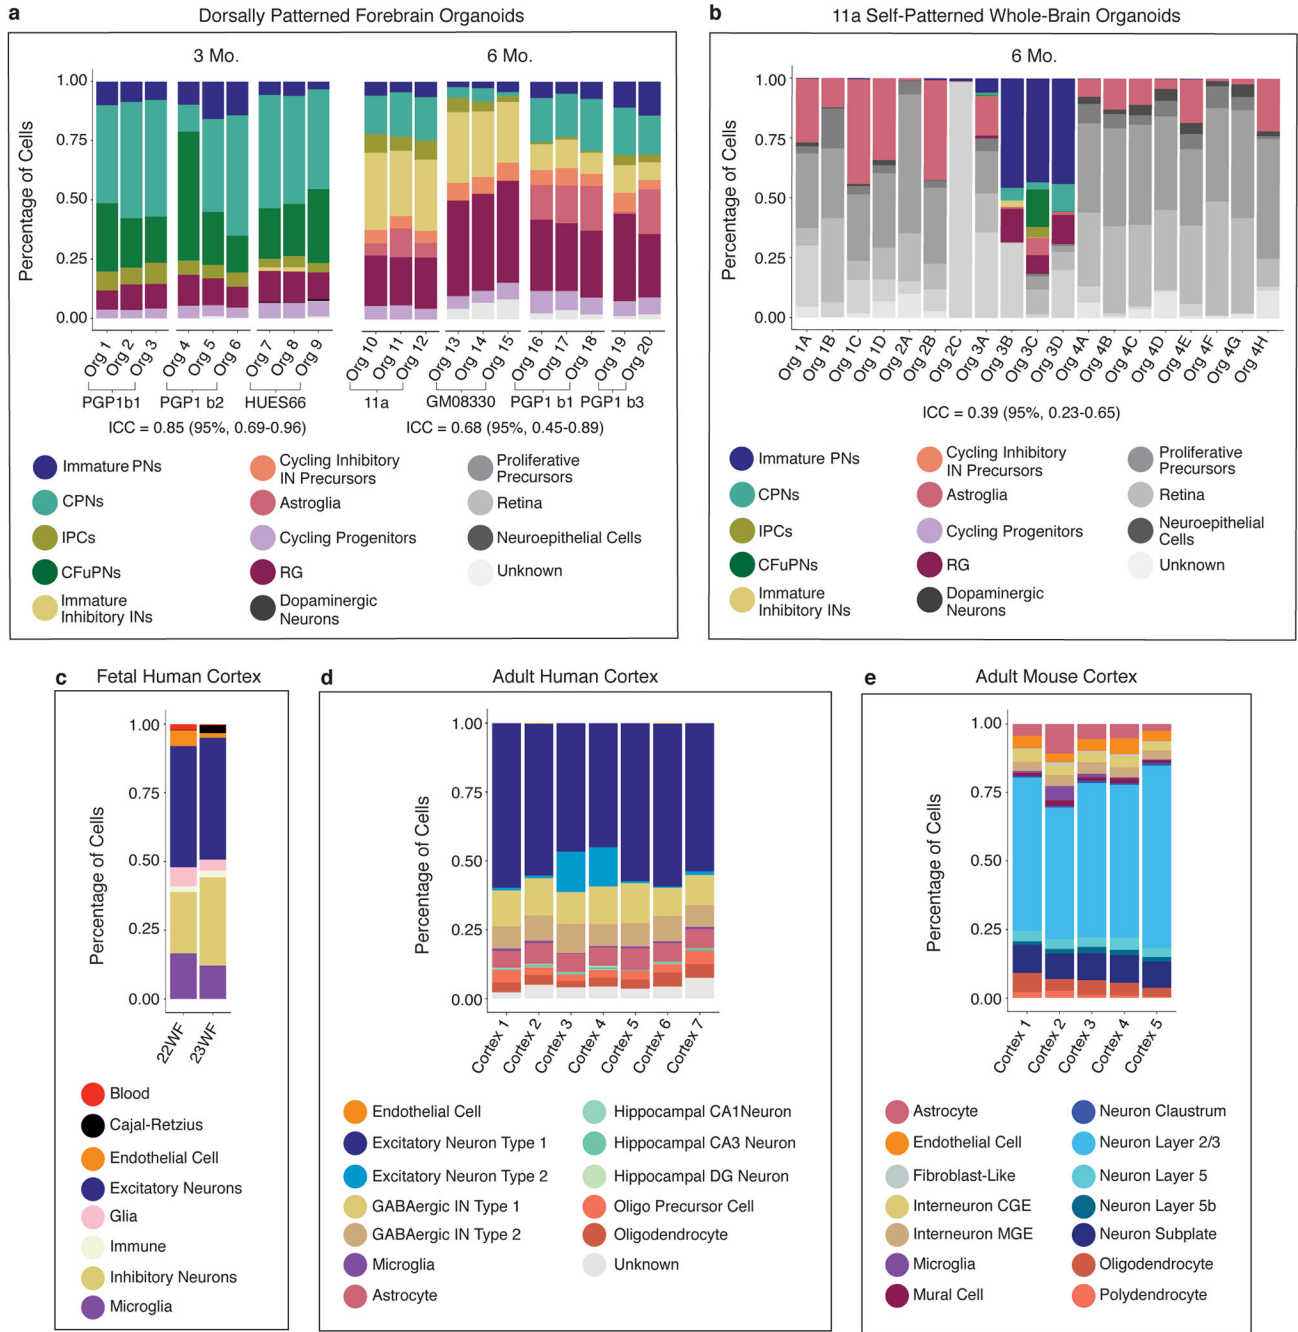 a
Dorsally Patterned Forebrain Organoids
3 Mo.
6 Mo.
Percentage of Cells
1.00
0.75
0.50
0.25
0.00
Org 1
Org 2
Org 3
Org 4
Org 5
Org 6
Org 7
Org 8
Org 9
Org 10
Org 11
Org 12
Org 13
Org 14
Org 15
Org 16
Org 17
Org 18
Org 19
Org 20
PGP1b1
PGP1 b2
HUES66
11a
GM08330
PGP1 b1
PGP1 b3
ICC = 0.85 (95%, 0.69-0.96)
ICC = 0.68 (95%, 0.45-0.89)
Immature PNs
CPNs
IPCs
CFuPNs
Immature
Inhibitory INs
Cycling Inhibitory
IN Precursors
Astroglia
Cycling Progenitors
RG
Dopaminergic
Neurons
Proliferative
Precursors
Retina
Neuroepithelial Cells
Unknown
b
11a Self-Patterned Whole-Brain Organoids
6 Mo.
Percentage of Cells
1.00
0.75
0.50
0.25
0.00
Org 1A
Org 1B
Org 1C
Org 1D
Org 2A
Org 2B
Org 2C
Org 3A
Org 3B
Org 3C
Org 3D
Org 4A
Org 4B
Org 4C
Org 4D
Org 4E
Org 4F
Org 4G
Org 4H
ICC = 0.39 (95%, 0.23-0.65)
Immature PNs
CPNs
IPCs
CFuPNs
Immature
Inhibitory INs
Cycling Inhibitory
IN Precursors
Astroglia
Cycling Progenitors
RG
Dopaminergic
Neurons
Proliferative
Precursors
Retina
Neuroepithelial
Cells
Unknown
c
Fetal Human Cortex
Percentage of Cells
1.00
0.75
0.50
0.25
0.00
22WF
23WF
Blood
Cajal-Retzius
Endothelial Cell
Excitatory Neurons
Glia
Immune
Inhibitory Neurons
Microglia
d
Adult Human Cortex
Percentage of Cells
1.00
0.75
0.50
0.25
0.00
Cortex 1
Cortex 2
Cortex 3
Cortex 4
Cortex 5
Cortex 6
Cortex 7
Endothelial Cell
Excitatory Neuron Type 1
Excitatory Neuron Type 2
GABAergic IN Type 1
GABAergic IN Type 2
Microglia
Astrocyte
Hippocampal CA1Neuron
Hippocampal CA3 Neuron
Hippocampal DG Neuron
Oligo Precursor Cell
Oligodendrocyte
Unknown
e
Adult Mouse Cortex
Percentage of Cells
1.00
0.75
0.50
0.25
0.00
Cortex 1
Cortex 2
Cortex 3
Cortex 4
Cortex 5
Astrocyte
Endothelial Cell
Fibroblast-Like
Interneuron CGE
Interneuron MGE
Microglia
Mural Cell
Neuron Claustrum
Neuron Layer 2/3
Neuron Layer 5
Neuron Layer 5b
Neuron Subplate
Oligodendrocyte
Polydendrocyte